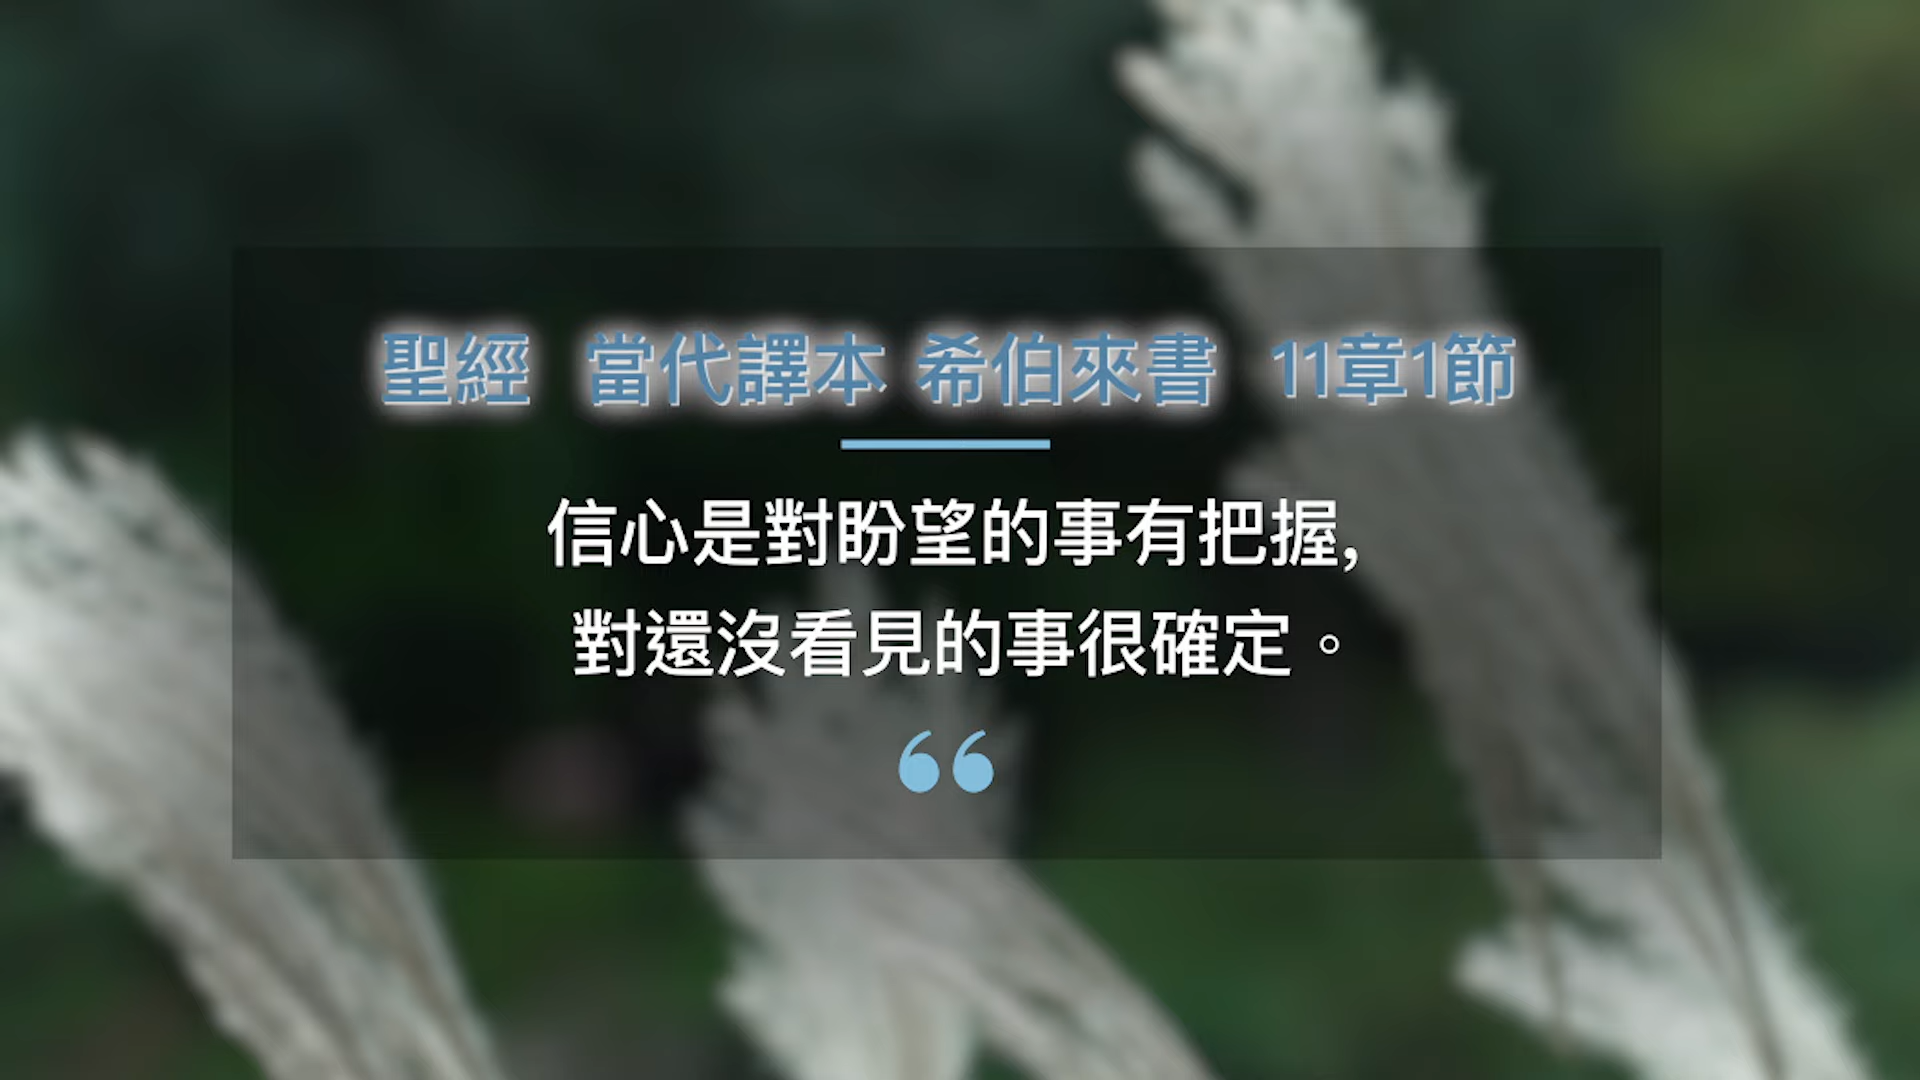 聖經 當代譯本 希伯來書 11章1節
信心是對盼望的事有把握,
對還沒看見的事很確定。